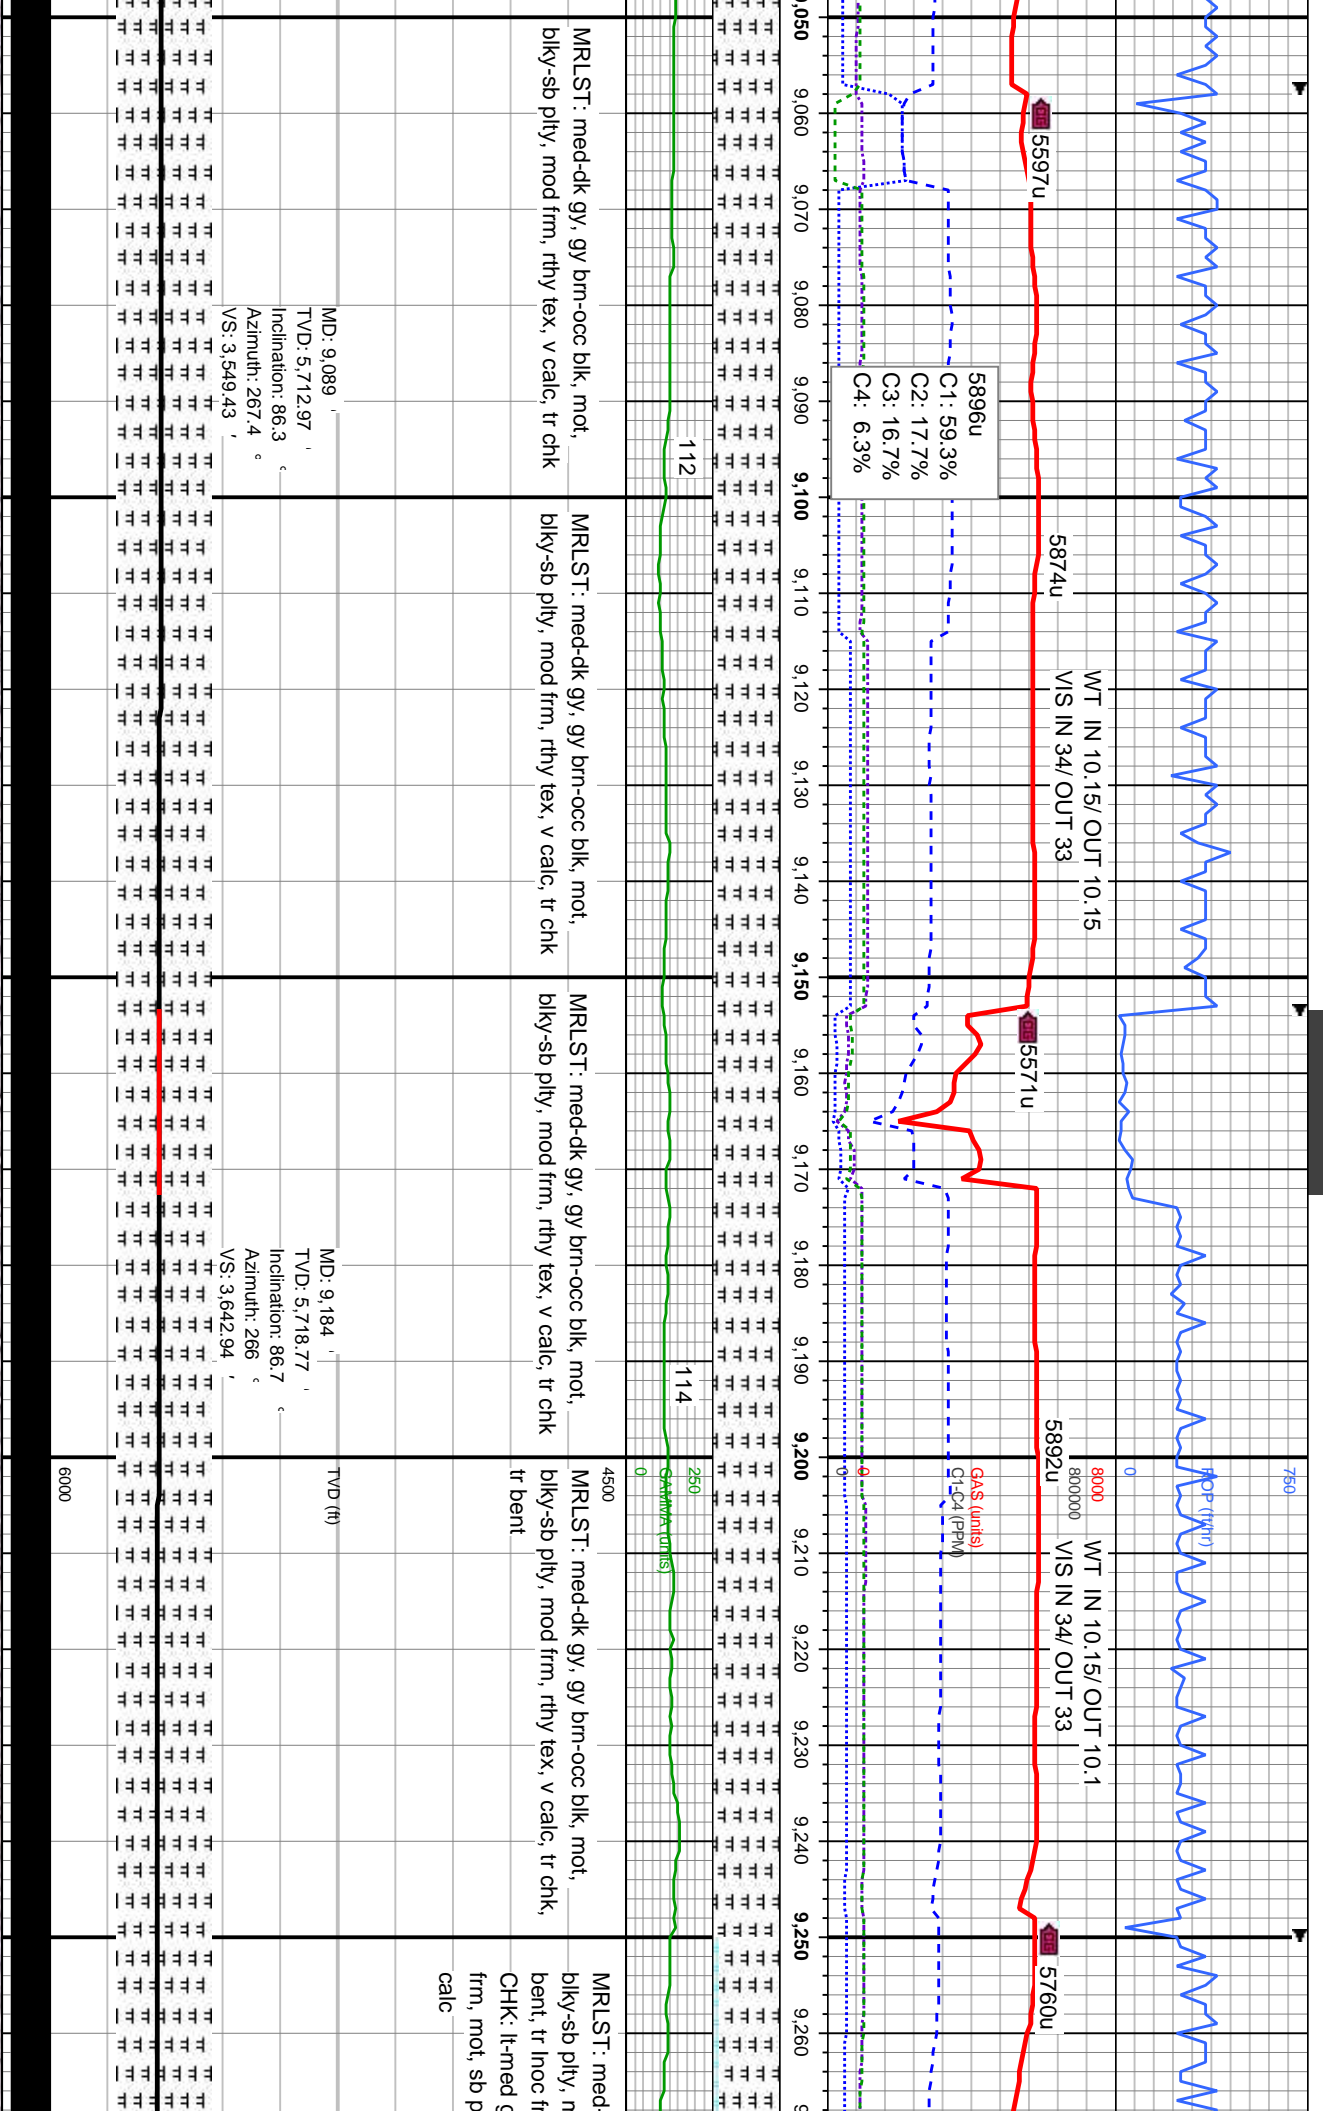 750
ROP (ft/hr)
0
WT  IN 10.15/ OUT 10.15
VIS IN 34/ OUT 33
WT  IN 10.15/ OUT 10.1
VIS IN 34/ OUT 33
8000
800000
GAS (units)
C1-C4 (PPM)
0
0
5597u
5874u
5571u
5892u
5760u
5896u
C1: 59.3%
C2: 17.7%
C3: 16.7%
C4:  6.3%
9,060
9,070
9,080
9,090
9,100
9,110
9,120
9,130
9,140
9,150
9,160
9,170
9,180
9,190
9,200
9,210
9,220
9,230
9,240
9,250
9,260
250
GAMMA (units)
0
112
114
4500
TVD (ft)
6000
MRLST: med-dk gy, gy brn-occ blk, mot,
blky-sb plty, mod frm, rthy tex, v calc, tr chk
MRLST: med-dk gy, gy brn-occ blk, mot,
blky-sb plty, mod frm, rthy tex, v calc, tr chk
MRLST: med-dk gy, gy brn-occ blk, mot,
blky-sb plty, mod frm, rthy tex, v calc, tr chk
MRLST: med-dk gy, gy brn-occ blk, mot,
blky-sb plty, mod frm, rthy tex, v calc, tr chk,
tr bent
MRLST: med-
blky-sb plty,
bent, tr Inoc
CHK: lt-med
frm, mot, sb
calc
MD: 9,089 '
TVD: 5,712.97 '
Inclination: 86.3 °
Azimuth: 267.4 °
VS: 3,549.43 '
MD: 9,184 '
TVD: 5,718.77 '
Inclination: 86.7 °
Azimuth: 266 °
VS: 3,642.94 '